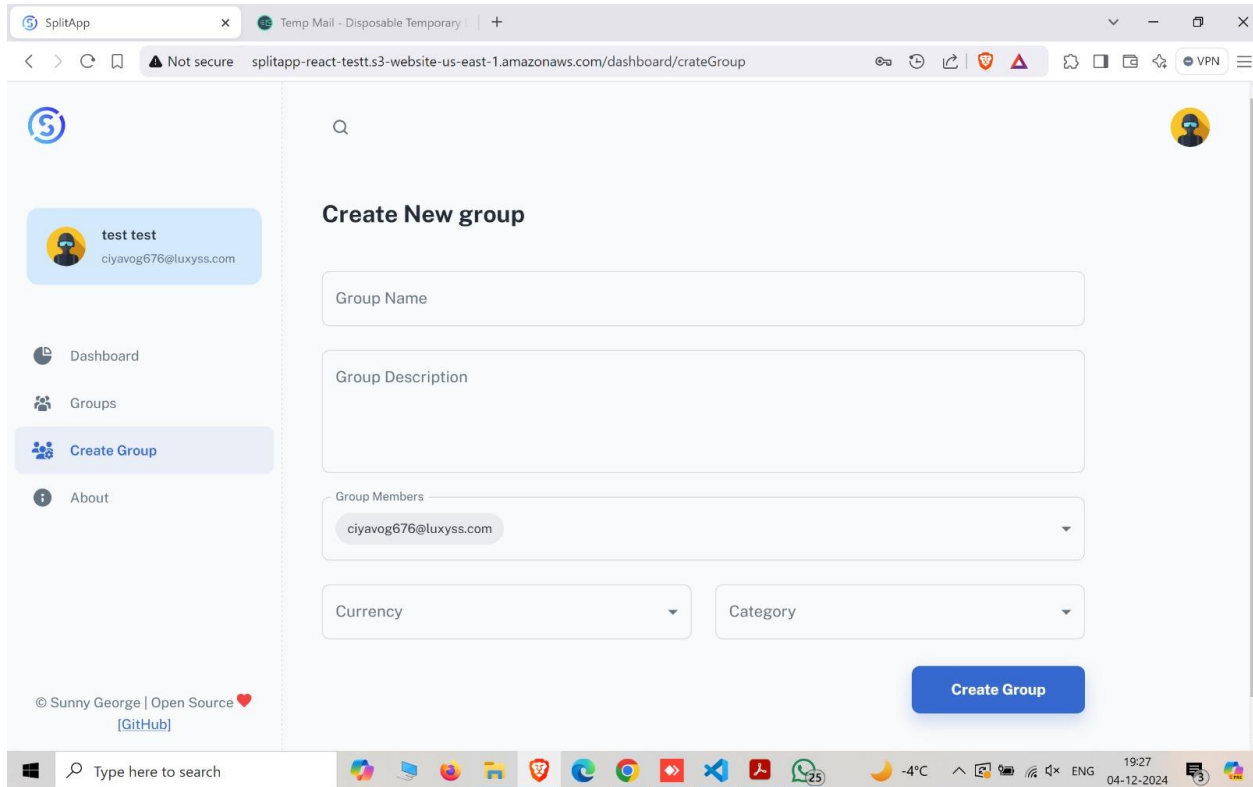 SplitApp
Temp Mail - Disposable Temporary
Not secure splitapp-react-testt.s3-website-us-east-1.amazonaws.com/dashboard/crateGroup
VPN
S
test test
ciyavog676@luxyss.com
Dashboard
Groups
Create Group
About
© Sunny George | Open Source
[GitHub]
Create New group
Group Name
Group Description
Group Members
ciyavog676@luxyss.com
Currency
Category
Create Group
Type here to search
25
-4°C
ENG
19:27
04-12-2024
3